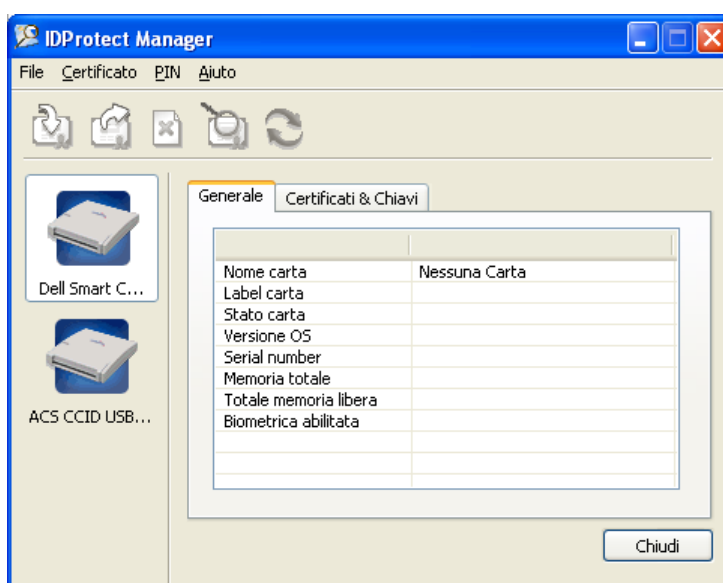 IDProtect Manager
File Certificato PIN Aiuto
Generale Certificati & Chiavi
Nome carta Nessuna Carta
Label carta
Stato carta
Versione OS
Serial number
Memoria totale
Totale memoria libera
Biometrica abilitata
Dell Smart C...
ACS CCID USB...
Chiudi